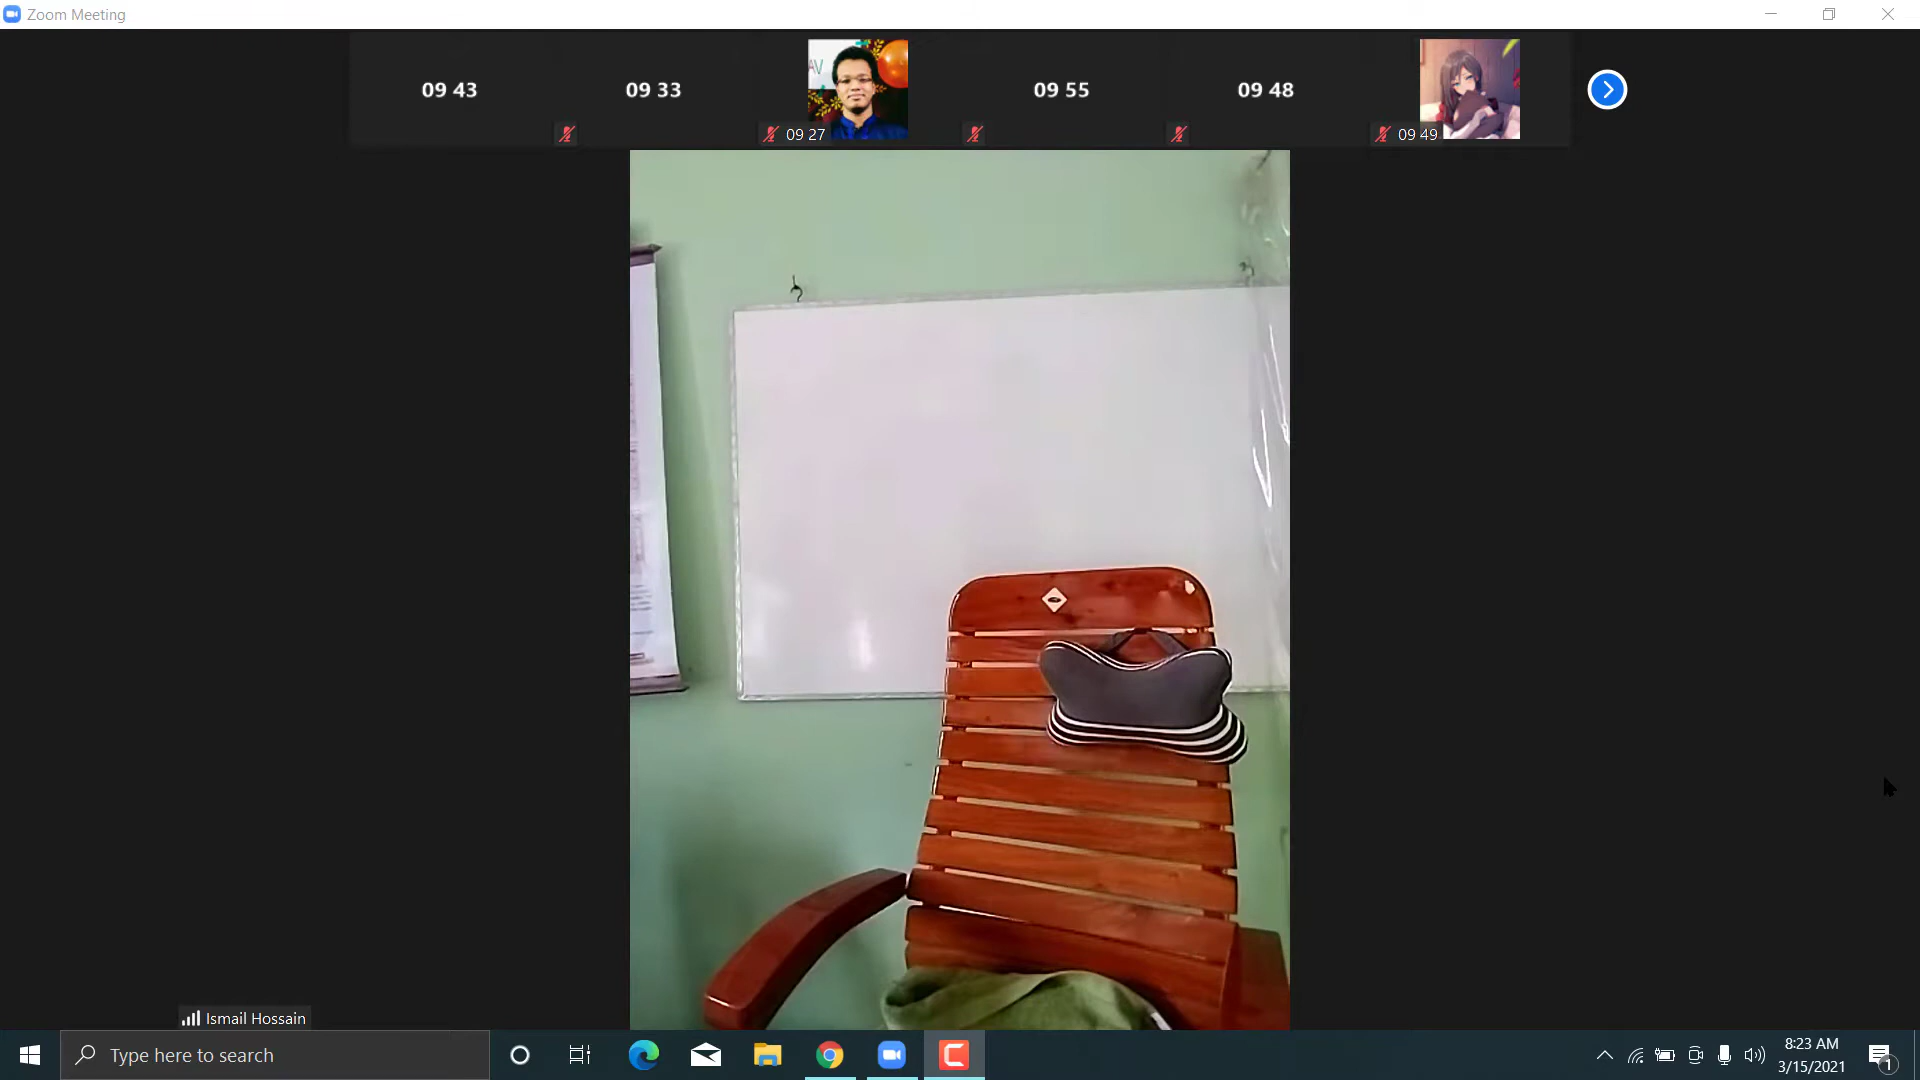 Zoom Meeting
09 43
09 33
AV
09 27
09 55
09 48
09 49
Ismail Hossain
Type here to search
8:23 AM
3/15/2021
1